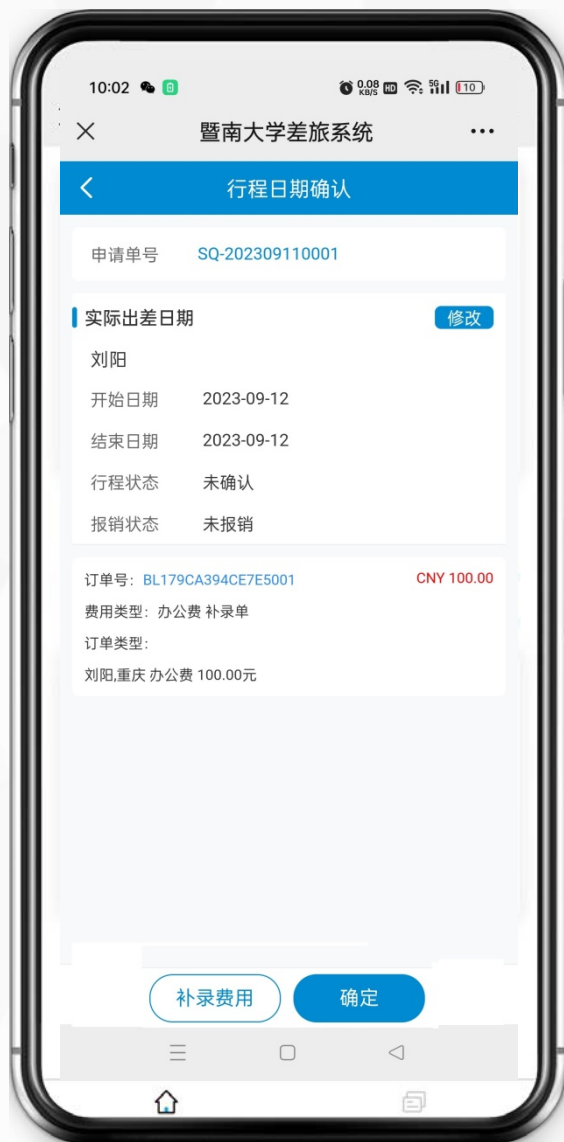 10:02 0.08 KB/S HD 5G 10
暨南大学差旅系统
行程日期确认
申请单号 SQ-202309110001
实际出差日期 修改
刘阳
开始日期 2023-09-12
结束日期 2023-09-12
行程状态 未确认
报销状态 未报销
订单号: BL179CA394CE7E5001 CNY 100.00
费用类型: 办公费 补录单
订单类型:
刘阳,重庆 办公费 100.00元
补录费用 确定